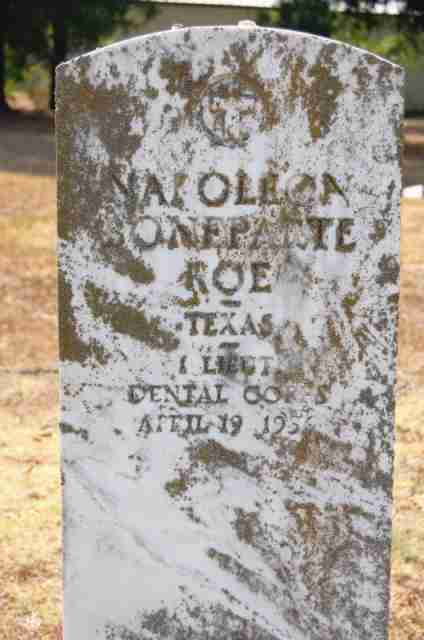 NAPOLEON
BONEPARTE
ROE
TEXAS
1 LIEUT
DENTAL CORPS
APRIL 19